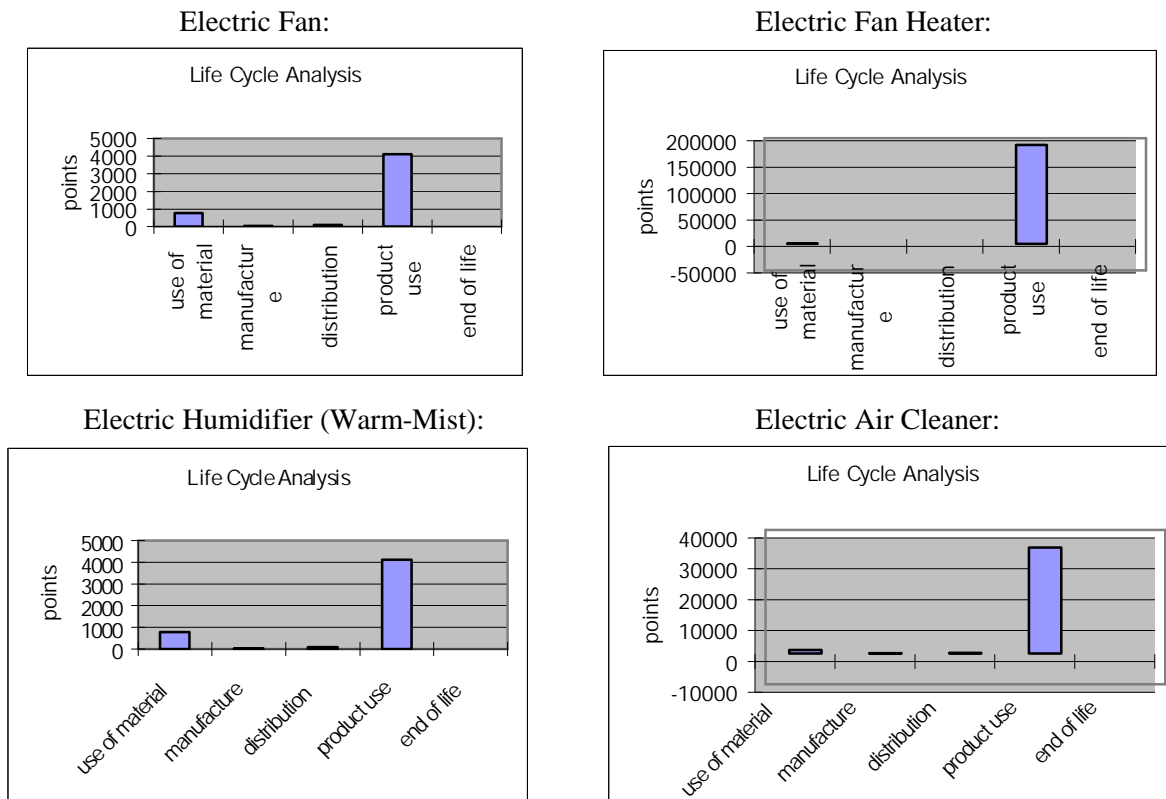 Electric Fan:
Life Cycle Analysis
points
5000
4000
3000
2000
1000
0
use of
material
manufactur
e
distribution
product
use
end of life
Electric Fan Heater:
Life Cycle Analysis
points
200000
150000
100000
50000
0
-50000
use of
material
manufactur
e
distribution
product
use
end of life
Electric Humidifier (Warm-Mist):
Life Cycle Analysis
points
5000
4000
3000
2000
1000
0
use of material
manufacture
distribution
product use
end of life
Electric Air Cleaner:
Life Cycle Analysis
points
40000
30000
20000
10000
0
-10000
use of material
manufacture
distribution
product use
end of life